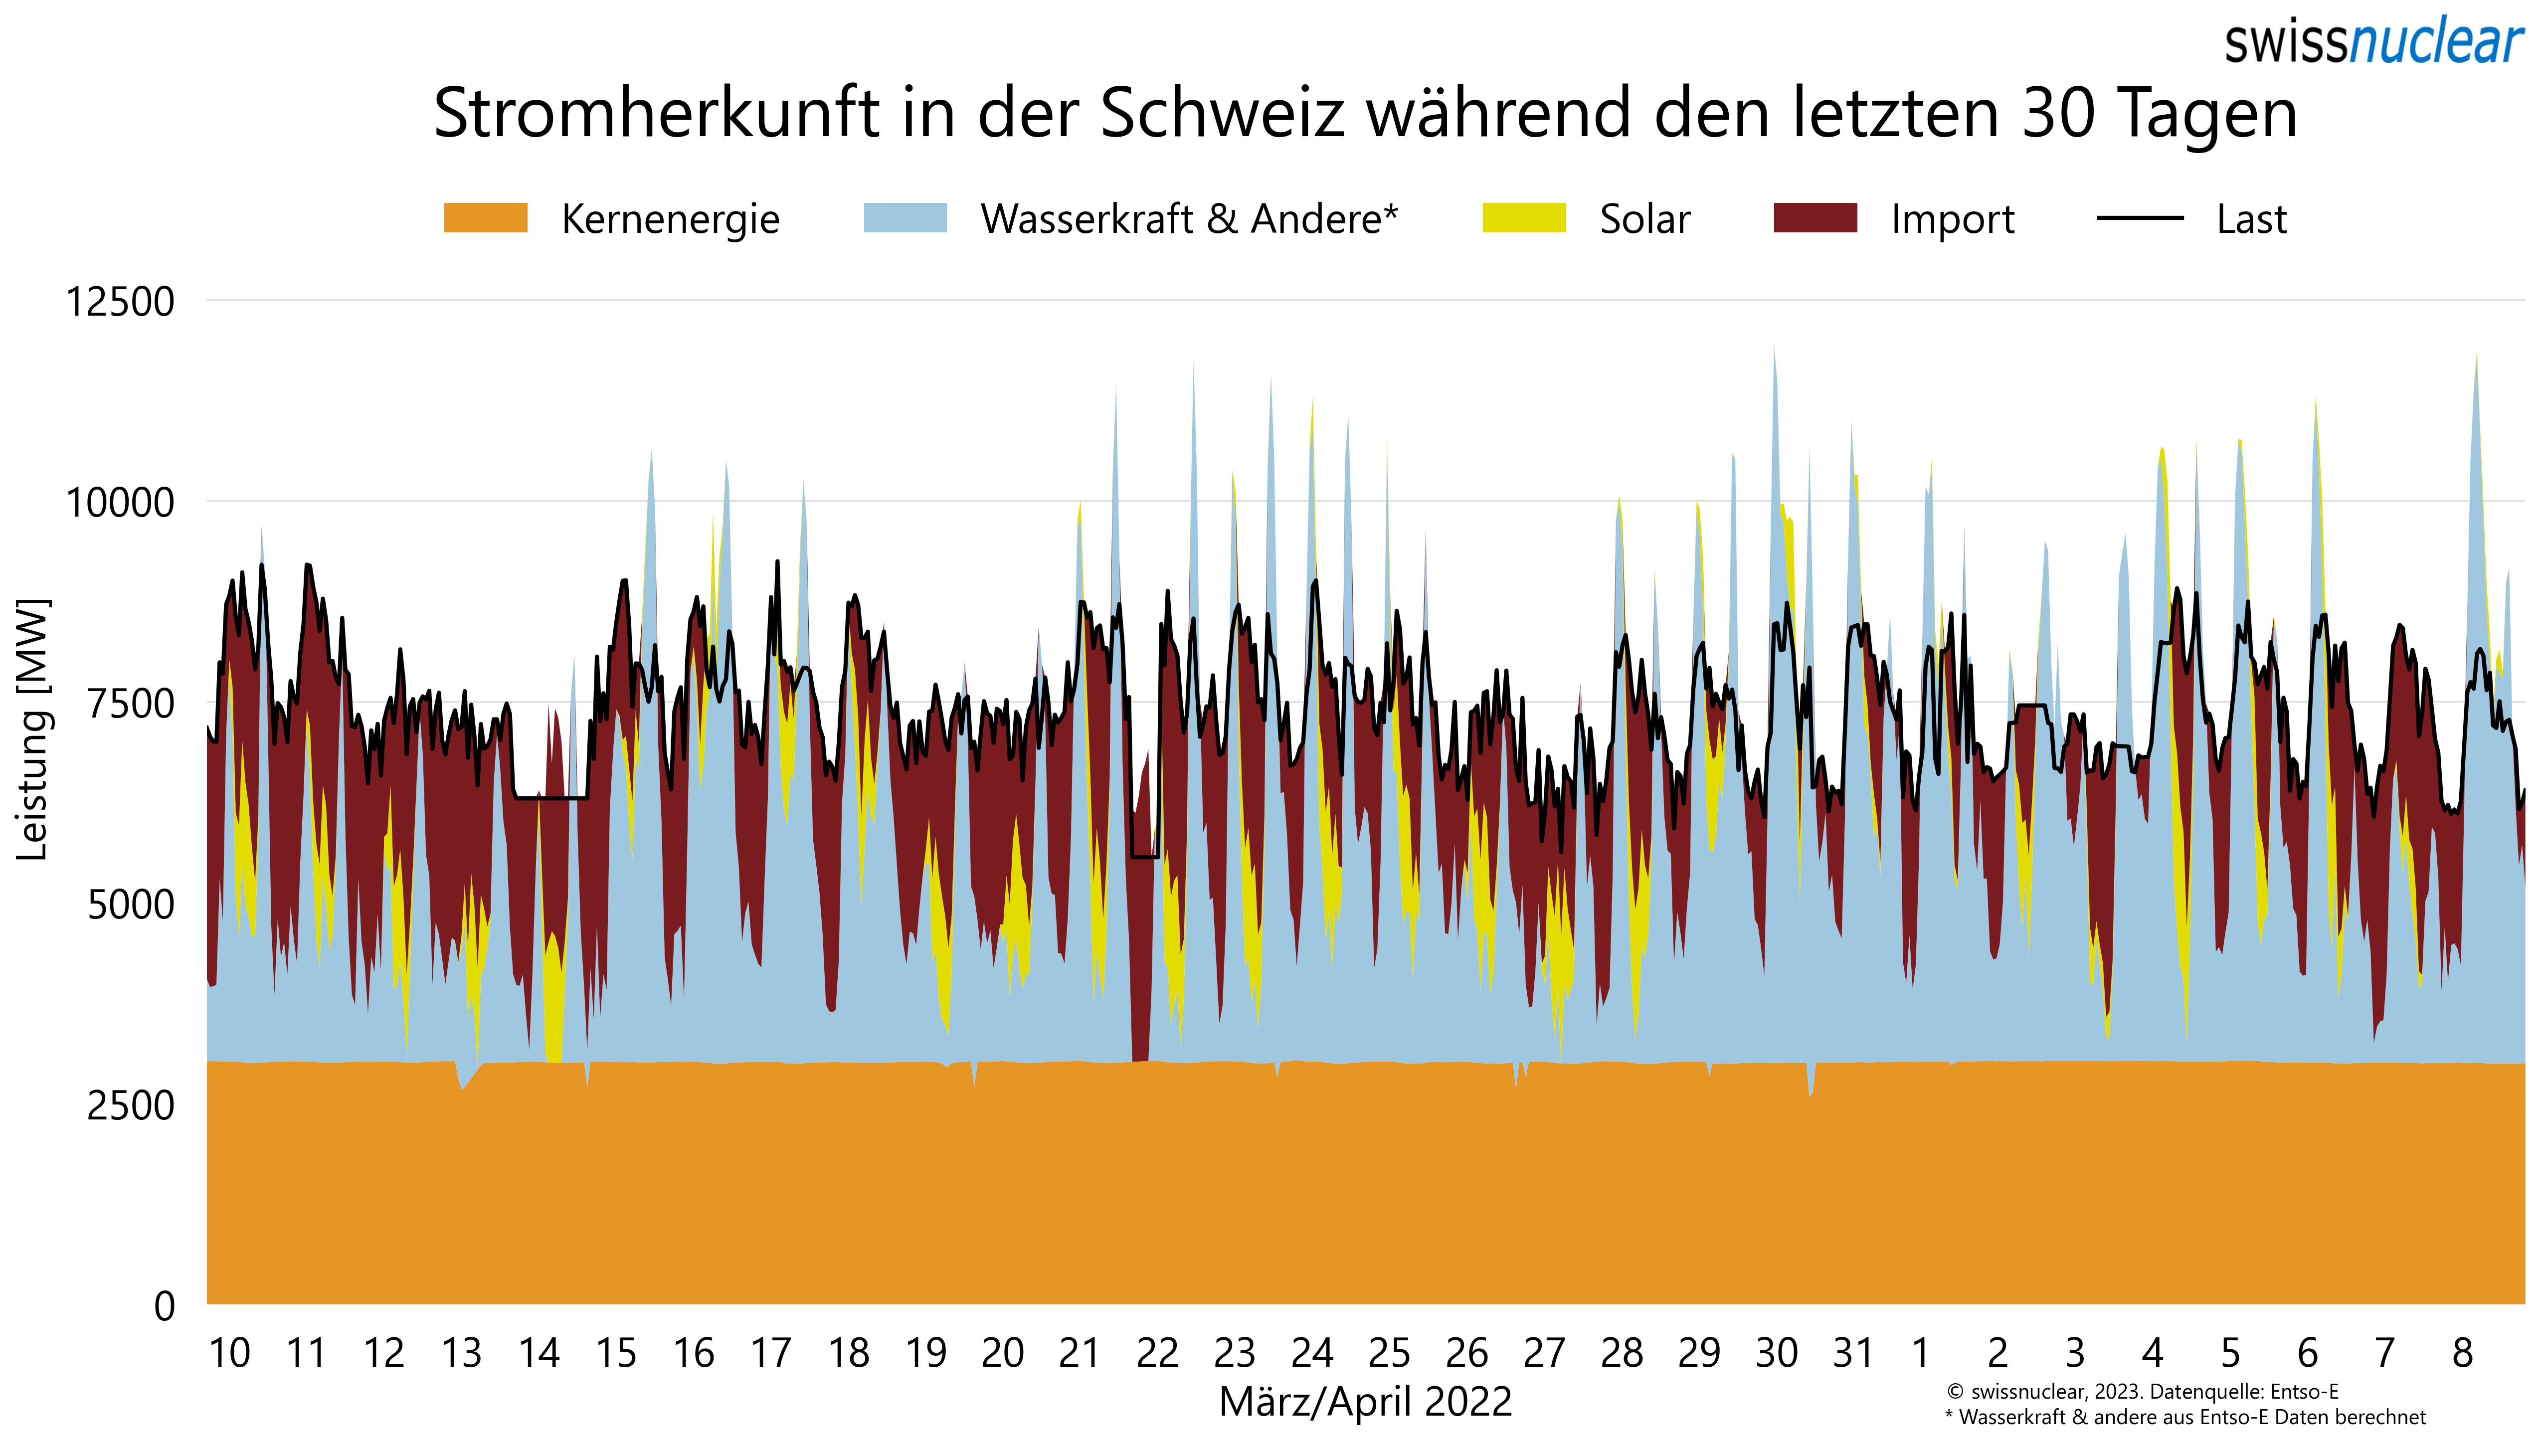 swissnuclear
Stromherkunft in der Schweiz während den letzten 30 Tagen
Kernenergie Wasserkraft & Andere* Solar Import Last
Leistung [MW]
12500
10000
7500
5000
2500
0
10 11 12 13 14 15 16 17 18 19 20 21 22 23 24 25 26 27 28 29 30 31 1 2 3 4 5 6 7 8
März/April 2022
© swissnuclear, 2023. Datenquelle: Entso-E
* Wasserkraft & andere aus Entso-E Daten berechnet